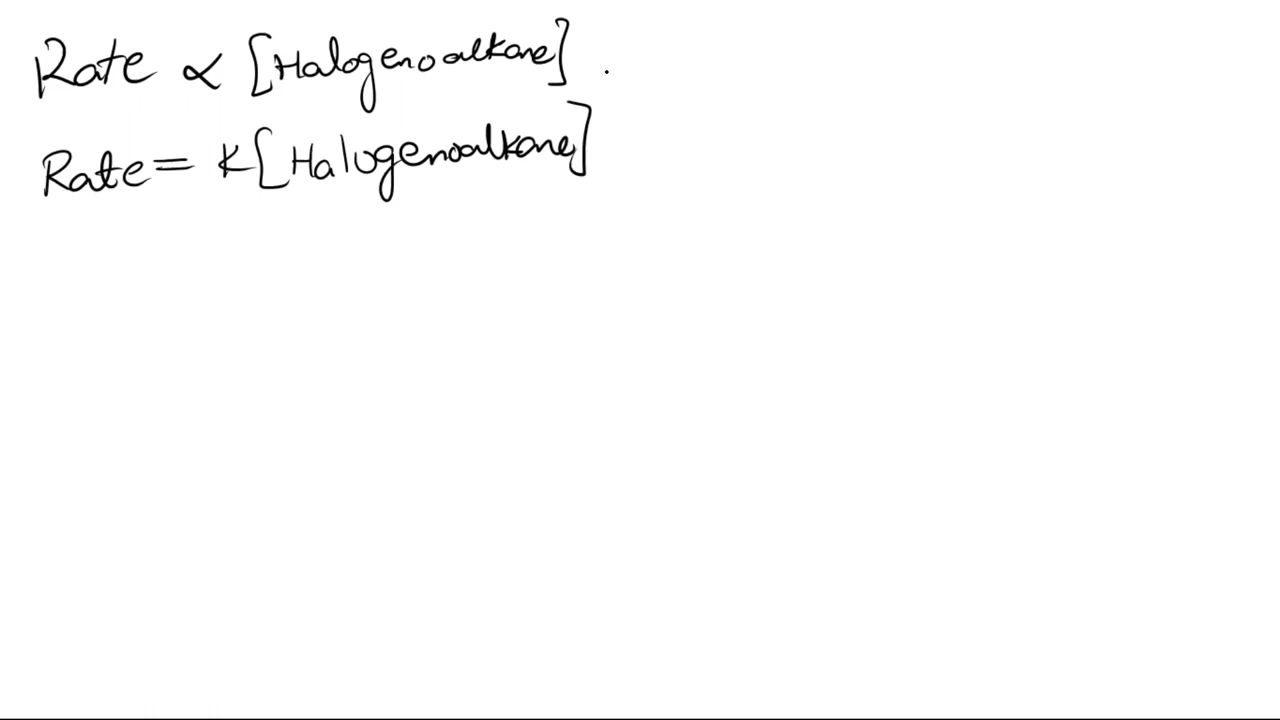 Rate ∝ [Halogenoalkane] .
Rate = K[Halogenoalkane]